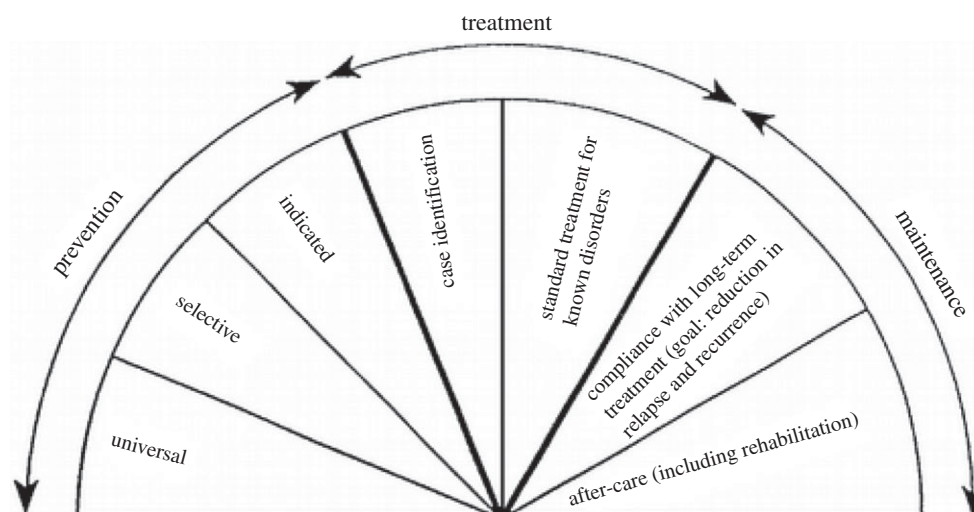 treatment
prevention
maintenance
universal
selective
indicated
case identification
standard treatment for
known disorders
compliance with long-term
treatment (goal: reduction in
relapse and recurrence)
after-care (including rehabilitation)